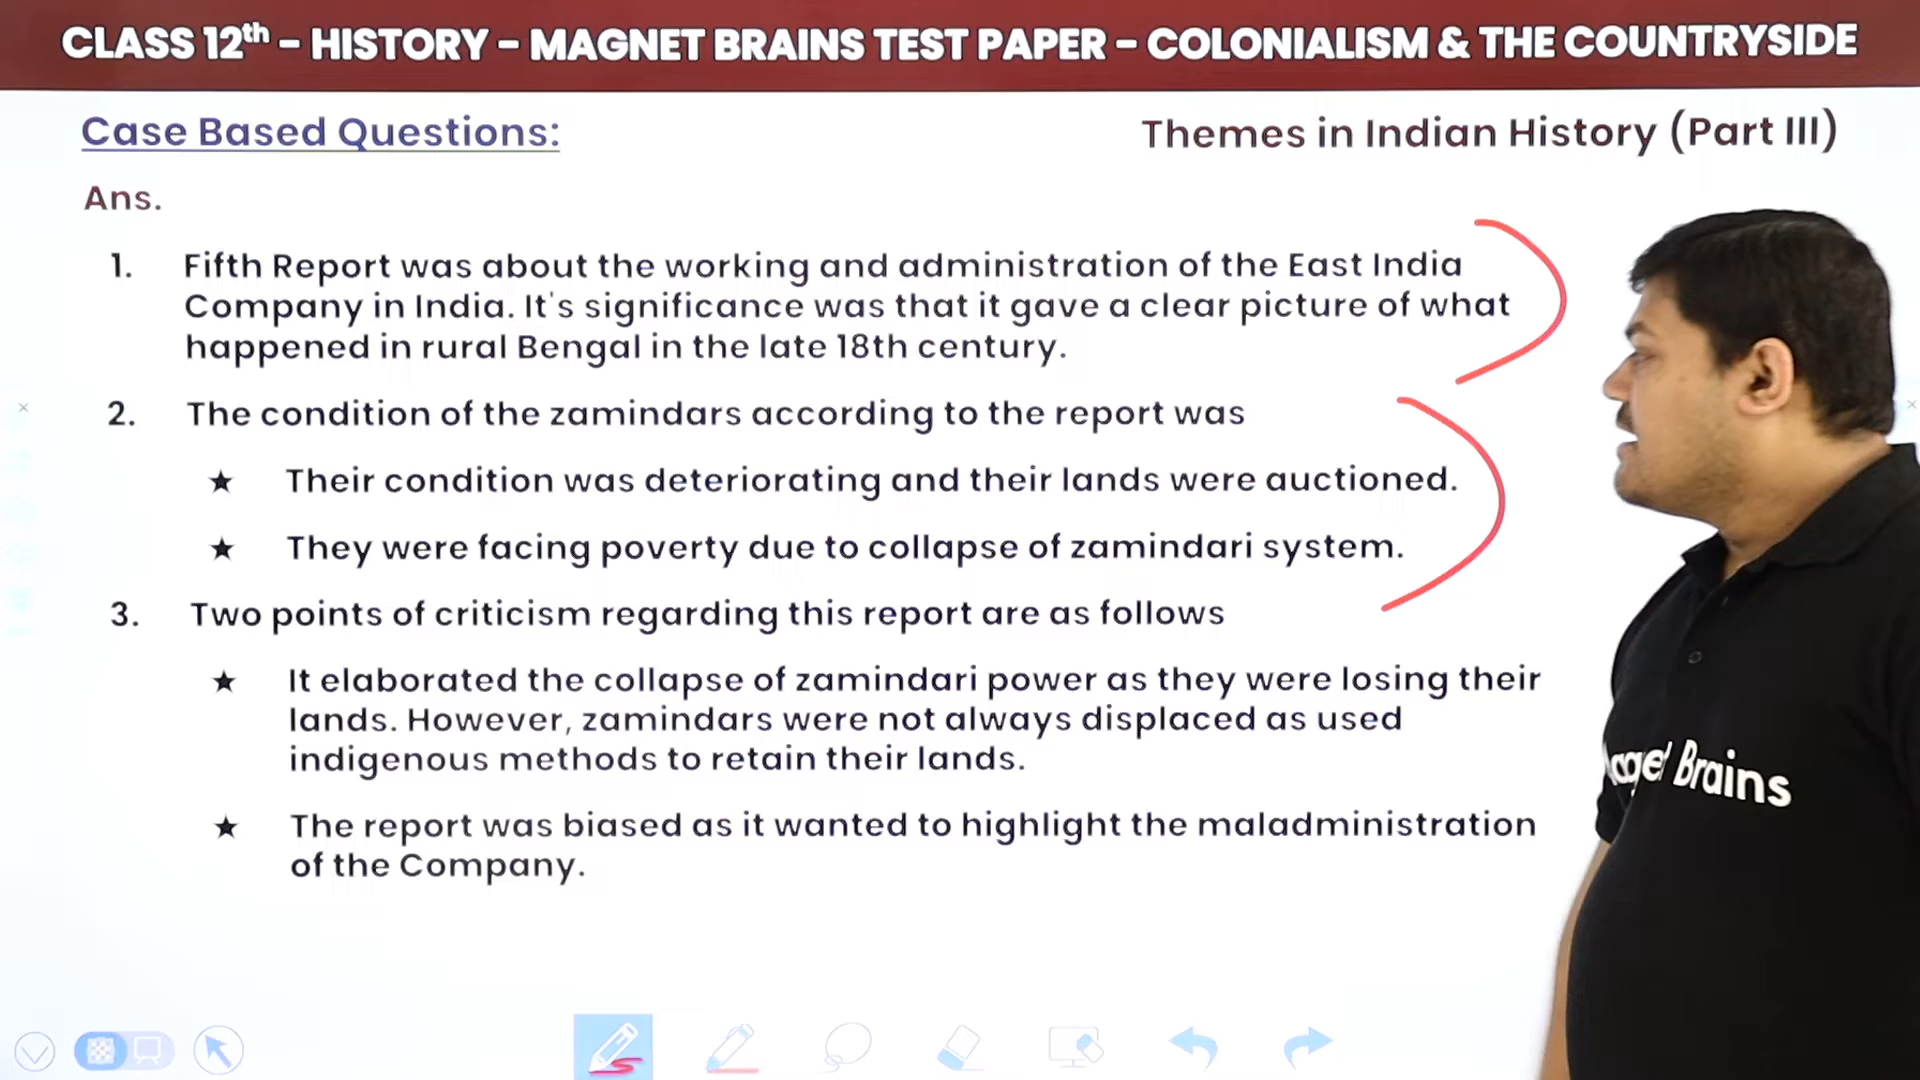 CLASS 12th – HISTORY – MAGNET BRAINS TEST PAPER – COLONIALISM & THE COUNTRYSIDE
Case Based Questions:
Themes in Indian History (Part III)
Ans.
1. Fifth Report was about the working and administration of the East India
Company in India. It's significance was that it gave a clear picture of what
happened in rural Bengal in the late 18th century.
2. The condition of the zamindars according to the report was
★ Their condition was deteriorating and their lands were auctioned.
★ They were facing poverty due to collapse of zamindari system.
3. Two points of criticism regarding this report are as follows
★ It elaborated the collapse of zamindari power as they were losing their
lands. However, zamindars were not always displaced as used
indigenous methods to retain their lands.
★ The report was biased as it wanted to highlight the maladministration
of the Company.
Brains